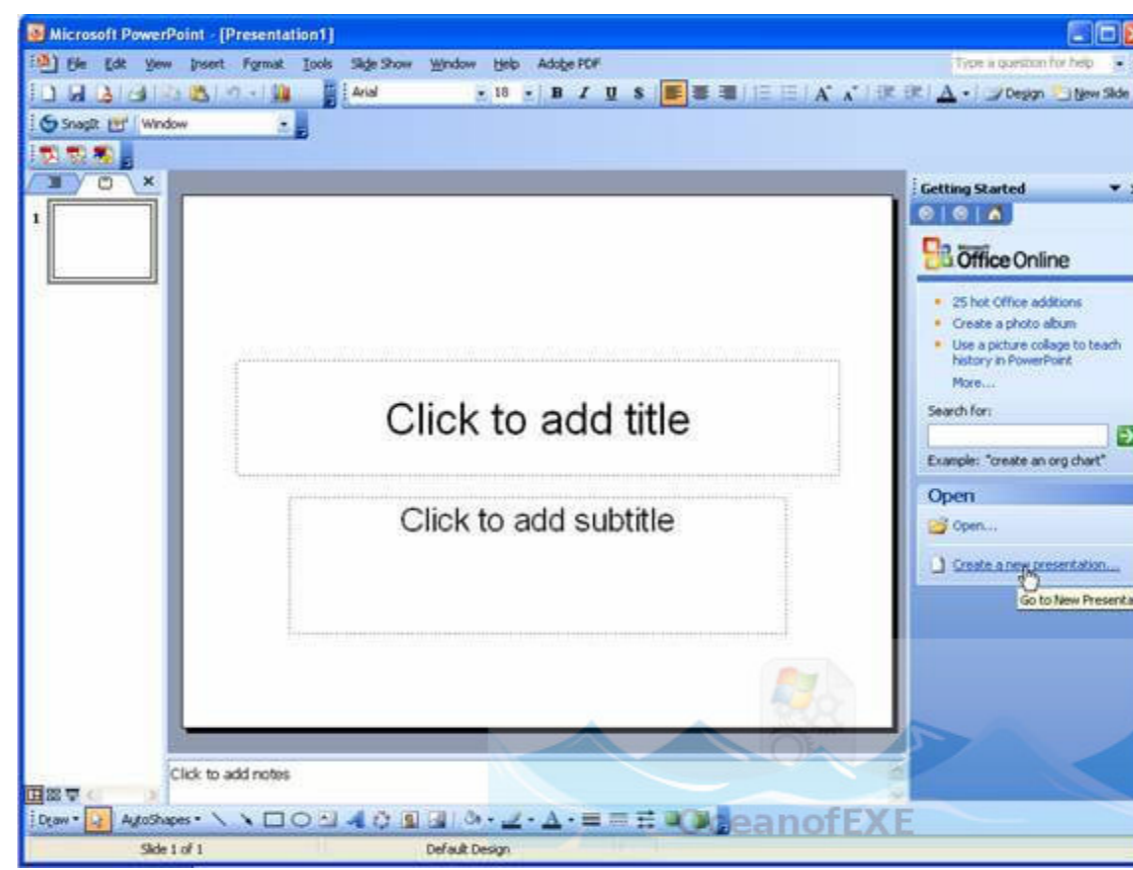 Microsoft PowerPoint - [Presentation1]
File Edit View Insert Format Tools Slide Show Window Help Adobe PDF
Type a question for help
Arial 18 B I U S A A A Design New Slide
SnagIt Window
Getting Started
1
Microsoft
Office Online
25 hot Office additions
Create a photo album
Use a picture collage to teach
history in PowerPoint
More...
Search for:
Example: "create an org chart"
Open
Open...
Create a new presentation...
Go to New Presenta
Click to add title
Click to add subtitle
Click to add notes
Draw AutoShapes A
OceanofEXE
Slide 1 of 1 Default Design